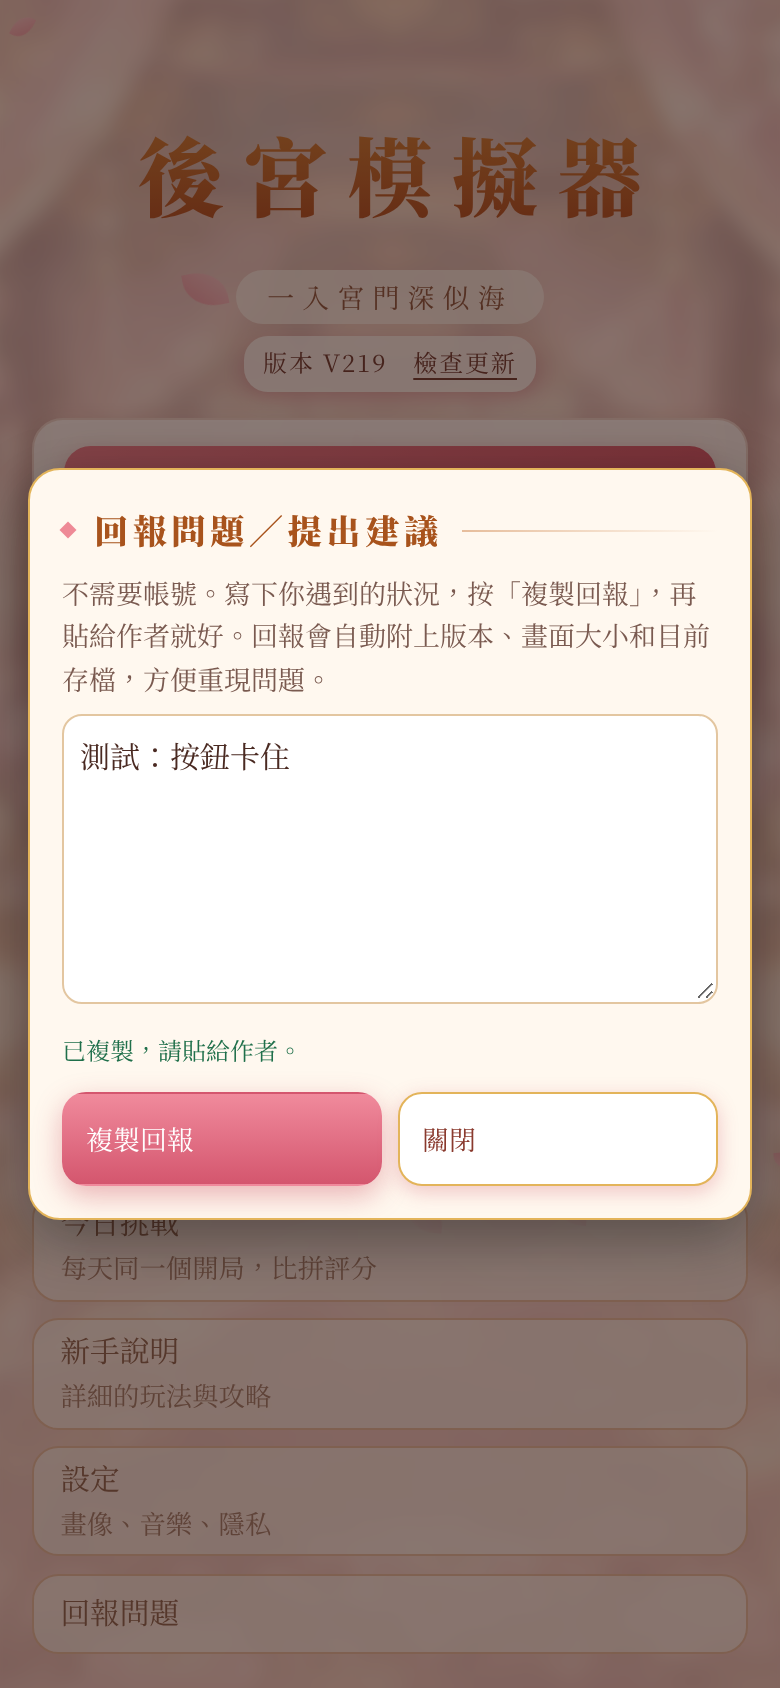 後宮模擬器
一入宮門深似海
版本 V219 檢查更新
回報問題／提出建議
不需要帳號。寫下你遇到的狀況，按「複製回報」，再
貼給作者就好。回報會自動附上版本、畫面大小和目前
存檔，方便重現問題。
測試：按鈕卡住
已複製，請貼給作者。
複製回報
關閉
今日挑戰
每天同一個開局，比拼評分
新手說明
詳細的玩法與攻略
設定
畫像、音樂、隱私
回報問題